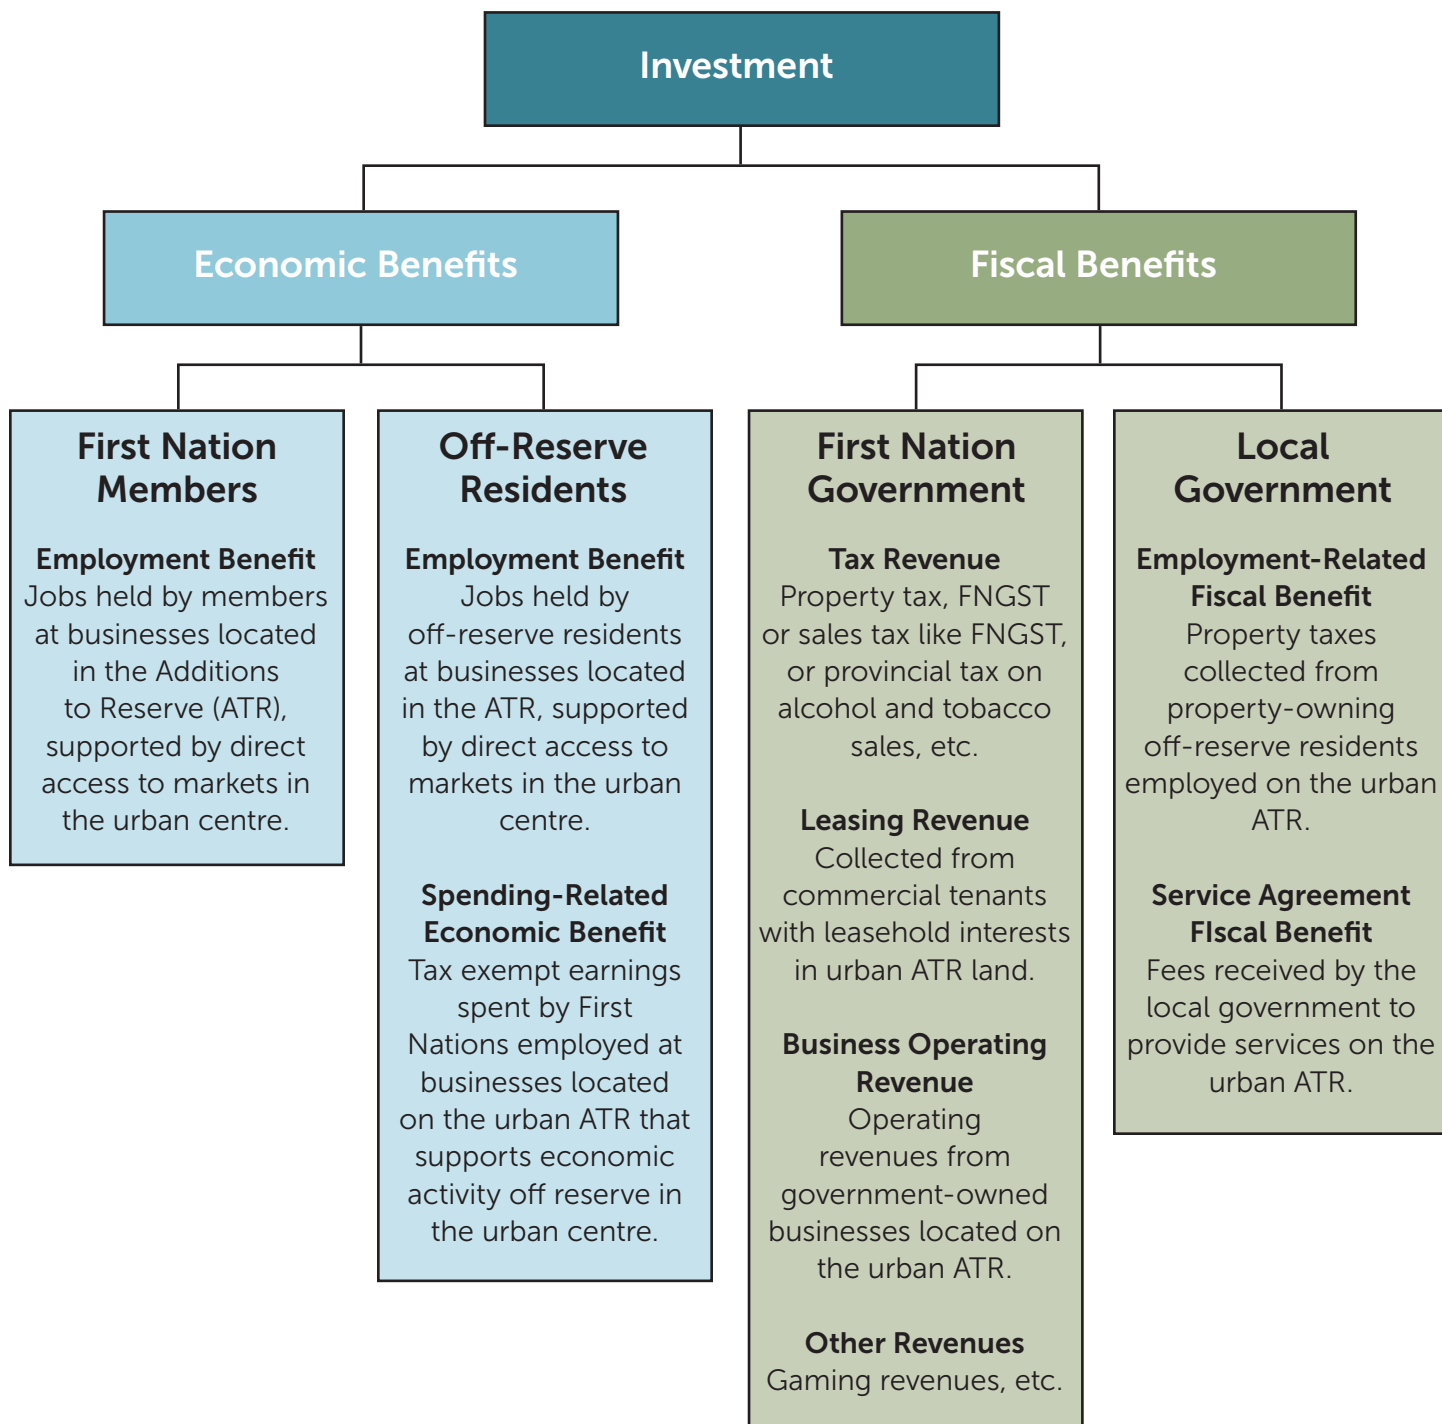 Investment
Economic Benefits
Fiscal Benefits
First Nation
Members
Employment Benefit
Jobs held by members
at businesses located
in the Additions
to Reserve (ATR),
supported by direct
access to markets in
the urban centre.
Off-Reserve
Residents
Employment Benefit
Jobs held by
off-reserve residents
at businesses located
in the ATR, supported
by direct access to
markets in the urban
centre.
Spending-Related
Economic Benefit
Tax exempt earnings
spent by First
Nations employed at
businesses located
on the urban ATR that
supports economic
activity off reserve in
the urban centre.
First Nation
Government
Tax Revenue
Property tax, FNGST
or sales tax like FNGST,
or provincial tax on
alcohol and tobacco
sales, etc.
Leasing Revenue
Collected from
commercial tenants
with leasehold interests
in urban ATR land.
Business Operating
Revenue
Operating
revenues from
government-owned
businesses located on
the urban ATR.
Other Revenues
Gaming revenues, etc.
Local
Government
Employment-Related
Fiscal Benefit
Property taxes
collected from
property-owning
off-reserve residents
employed on the urban
ATR.
Service Agreement
FIscal Benefit
Fees received by the
local government to
provide services on the
urban ATR.